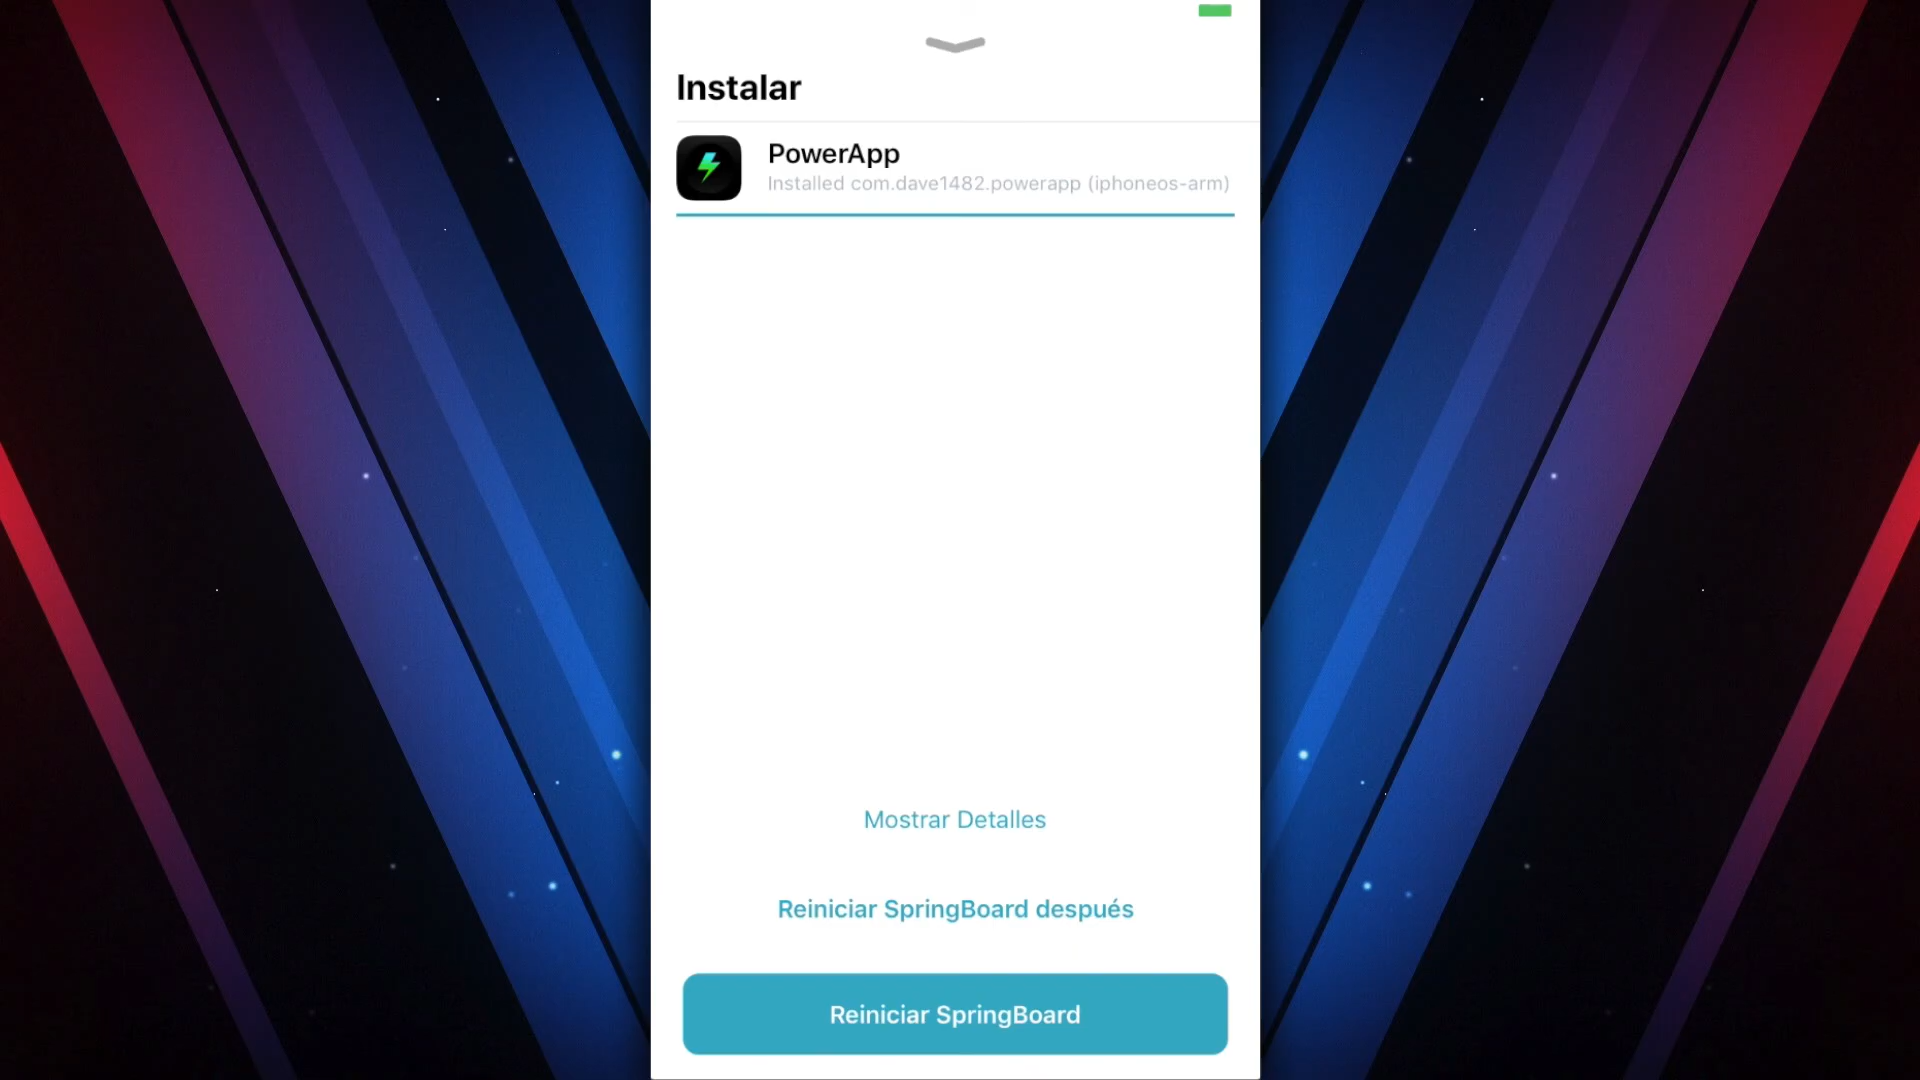 Instalar
PowerApp
Installed com.dave1482.powerapp (iphoneos-arm)
Mostrar Detalles
Reiniciar SpringBoard después
Reiniciar SpringBoard